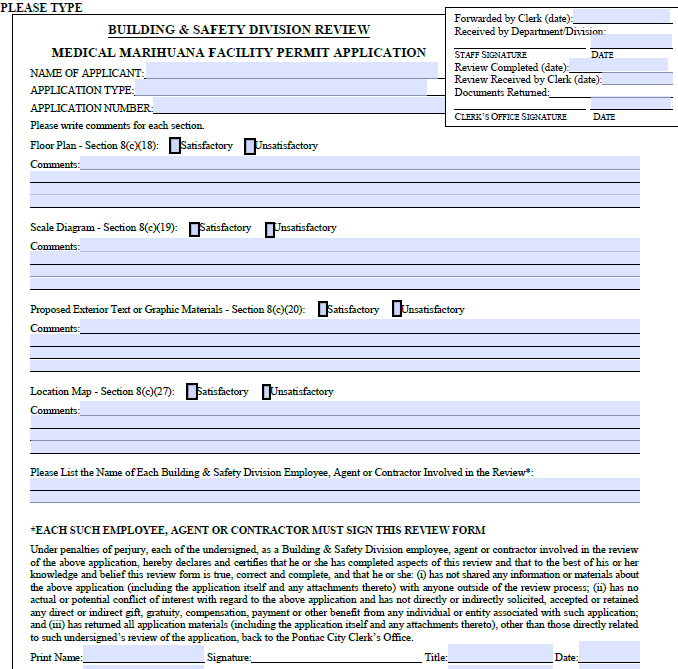 PLEASE TYPE
BUILDING & SAFETY DIVISION REVIEW
MEDICAL MARIHUANA FACILITY PERMIT APPLICATION
Forwarded by Clerk (date):
Received by Department/Division:
STAFF SIGNATURE DATE
Review Completed (date):
Review Received by Clerk (date):
Documents Returned:
CLERK'S OFFICE SIGNATURE DATE
NAME OF APPLICANT:
APPLICATION TYPE:
APPLICATION NUMBER:
Please write comments for each section.
Floor Plan - Section 8(c)(18): Satisfactory Unsatisfactory
Comments:
Scale Diagram - Section 8(c)(19): Satisfactory Unsatisfactory
Comments:
Proposed Exterior Text or Graphic Materials - Section 8(c)(20): Satisfactory Unsatisfactory
Comments:
Location Map - Section 8(c)(27): Satisfactory Unsatisfactory
Comments:
Please List the Name of Each Building & Safety Division Employee, Agent or Contractor Involved in the Review*:
*EACH SUCH EMPLOYEE, AGENT OR CONTRACTOR MUST SIGN THIS REVIEW FORM
Under penalties of perjury, each of the undersigned, as a Building & Safety Division employee, agent or contractor involved in the review
of the above application, hereby declares and certifies that he or she has completed aspects of this review and that to the best of his or her
knowledge and belief this review form is true, correct and complete, and that he or she: (i) has not shared any information or materials about
the above application (including the application itself and any attachments thereto) with anyone outside of the review process; (ii) has no
actual or potential conflict of interest with regard to the above application and has not directly or indirectly solicited, accepted or retained
any direct or indirect gift, gratuity, compensation, payment or other benefit from any individual or entity associated with such application;
and (iii) has returned all application materials (including the application itself and any attachments thereto), other than those directly related
to such undersigned's review of the application, back to the Pontiac City Clerk's Office.
Print Name: Signature: Title: Date: